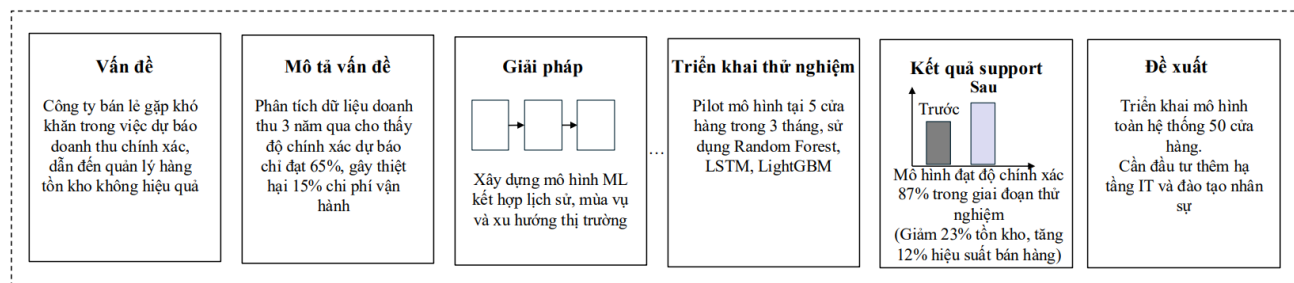 Vấn đề
Công ty bán lẻ gặp khó
khăn trong việc dự báo
doanh thu chính xác,
dẫn đến quản lý hàng
tồn kho không hiệu quả
Mô tả vấn đề
Phân tích dữ liệu doanh
thu 3 năm qua cho thấy
độ chính xác dự báo
chỉ đạt 65%, gây thiệt
hại 15% chi phí vận
hành
Giải pháp
Xây dựng mô hình ML
kết hợp lịch sử, mùa vụ
và xu hướng thị trường
...
Triển khai thử nghiệm
Pilot mô hình tại 5 cửa
hàng trong 3 tháng, sử
dụng Random Forest,
LSTM, LightGBM
Kết quả support
Sau
Trước
Mô hình đạt độ chính xác
87% trong giai đoạn thử
nghiệm
(Giảm 23% tồn kho, tăng
12% hiệu suất bán hàng)
Đề xuất
Triển khai mô hình
toàn hệ thống 50 cửa
hàng.
Cần đầu tư thêm hạ
tầng IT và đào tạo nhân
sự